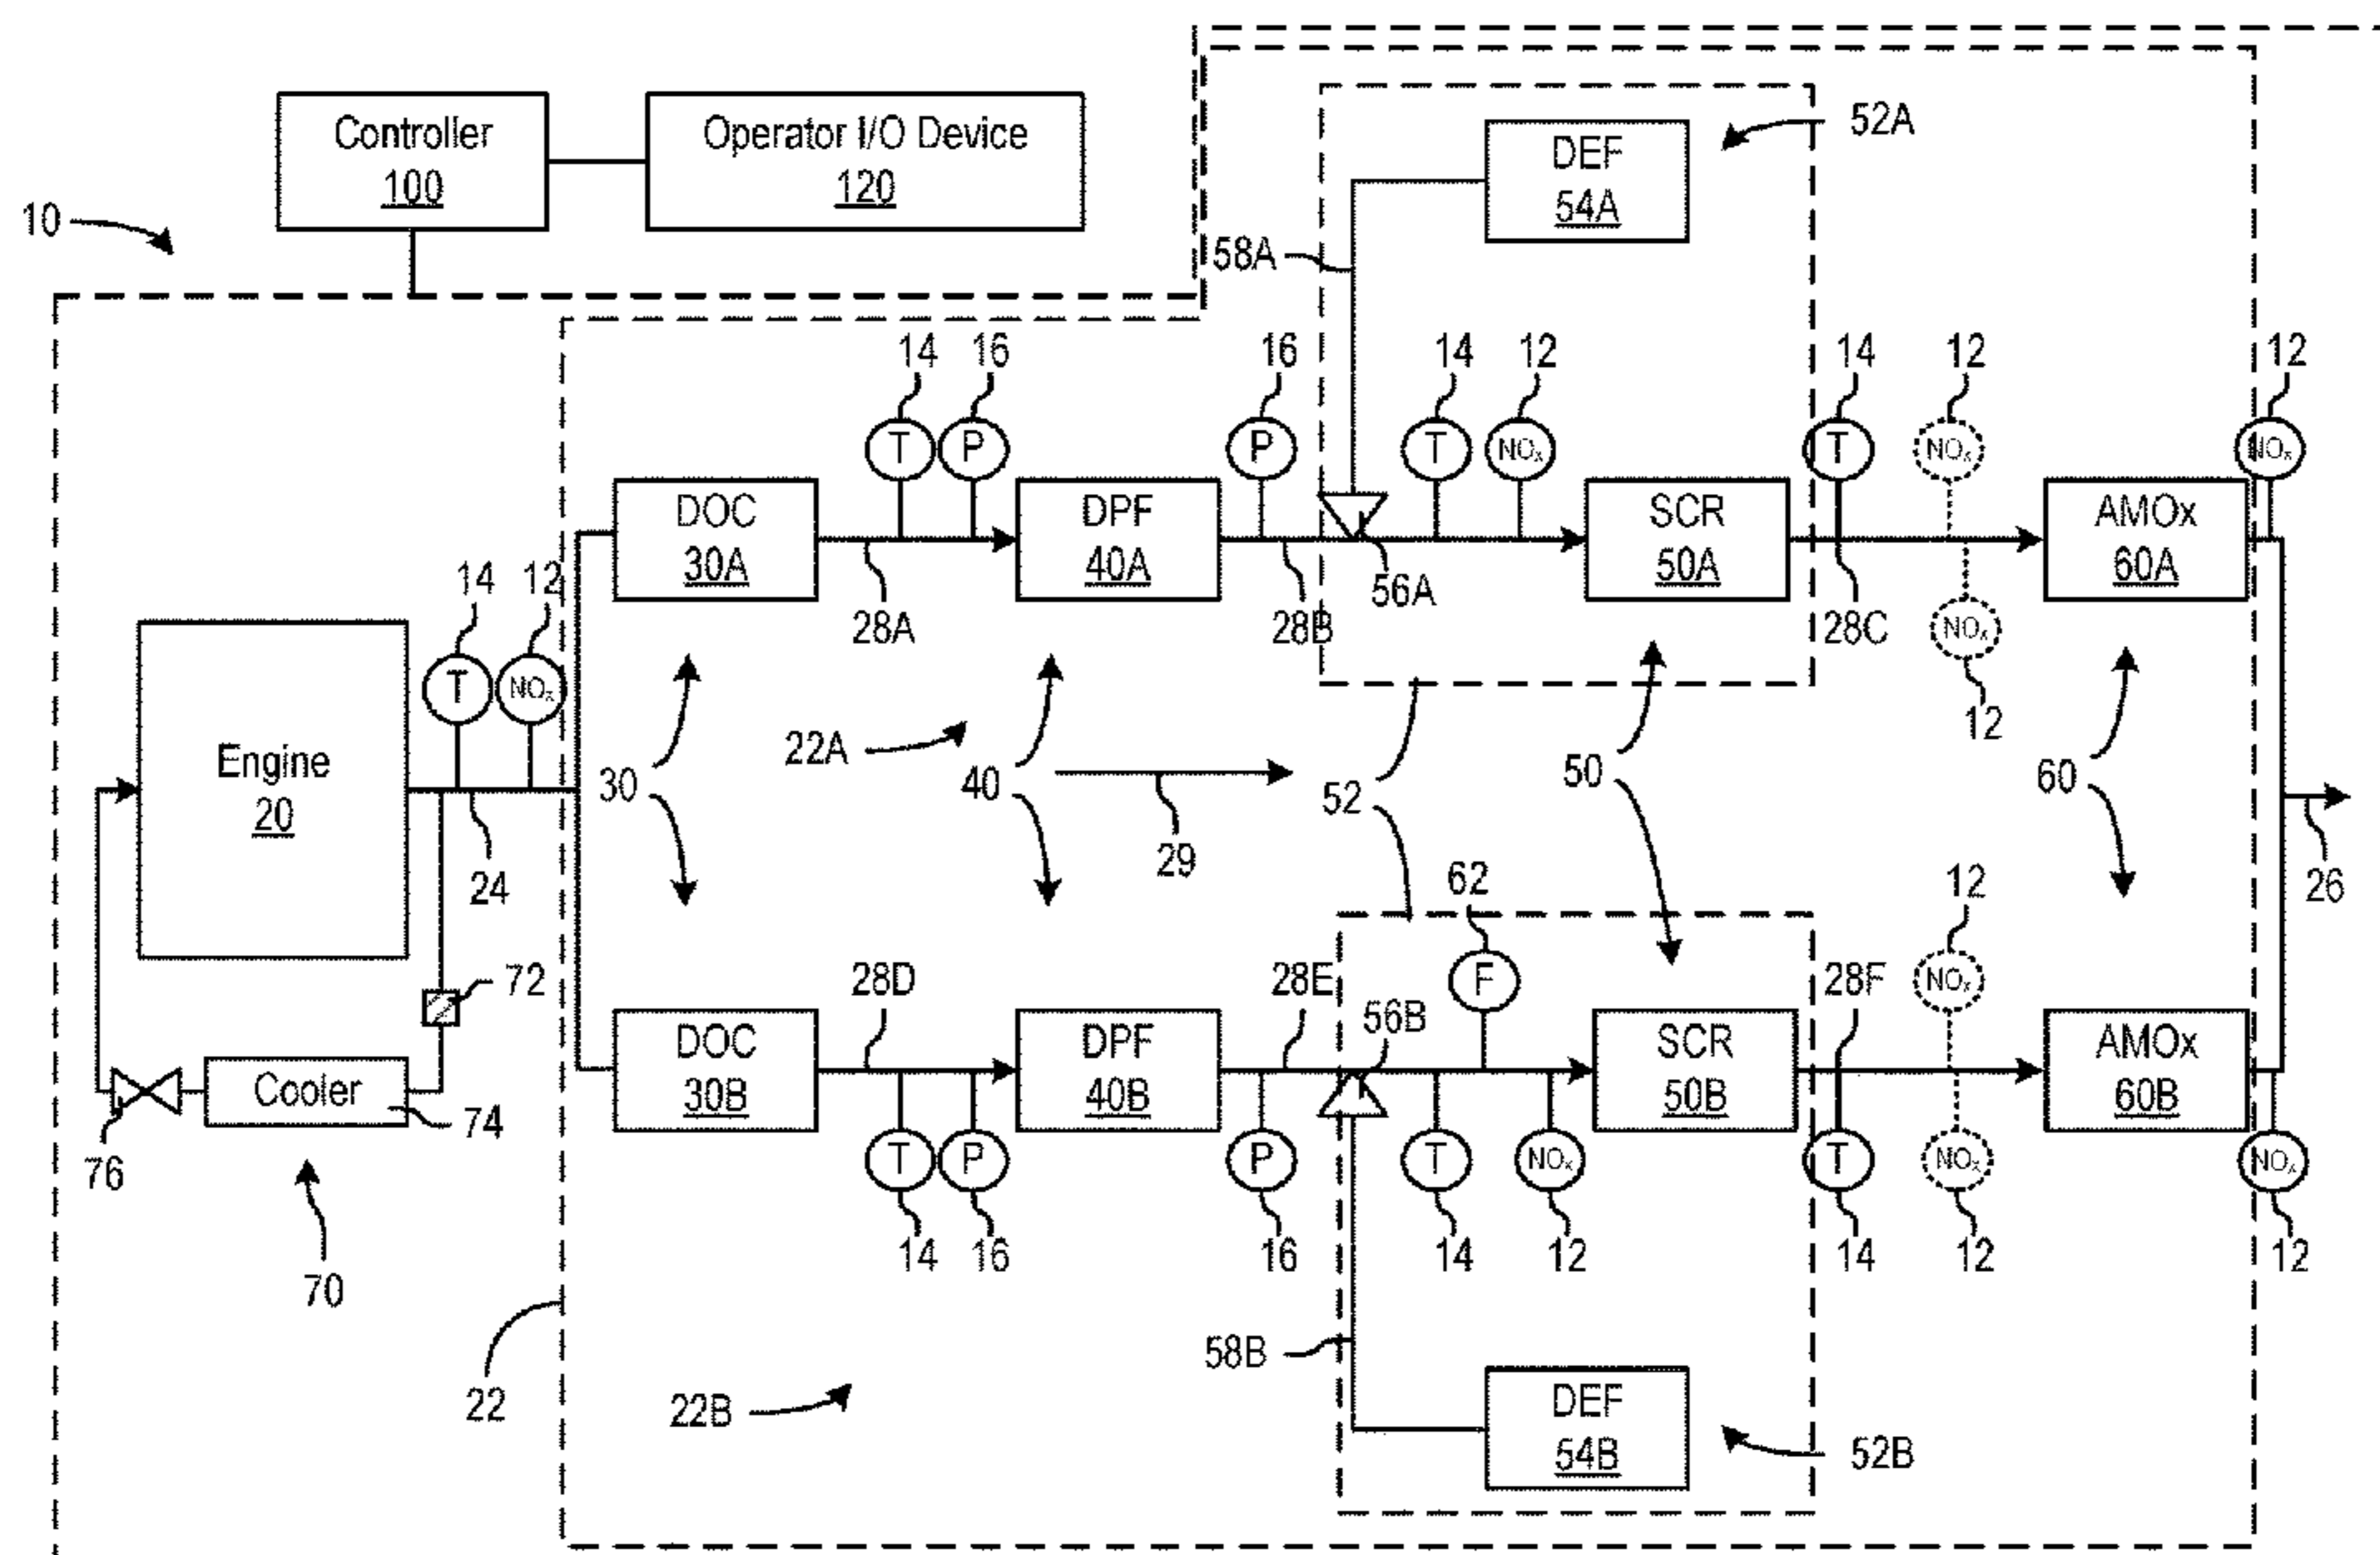 Controller
100
Operator I/O Device
120
10
DEF
54A
52A
58A
14
16
16
14
12
14
12
12
T
P
P
T
NOx
T
NOx
NOx
DOC
30A
DPF
40A
SCR
50A
AMOx
60A
28A
28B
56A
28C
NOx
12
14
12
T
NOx
Engine
20
24
30
22A
40
29
52
50
60
26
62
12
F
NOx
72
28D
28E
56B
28F
DOC
30B
DPF
40B
SCR
50B
AMOx
60B
Cooler
74
76
T
P
P
T
NOx
T
NOx
NOx
14
16
16
14
12
14
12
12
70
58B
22
22B
DEF
54B
52B